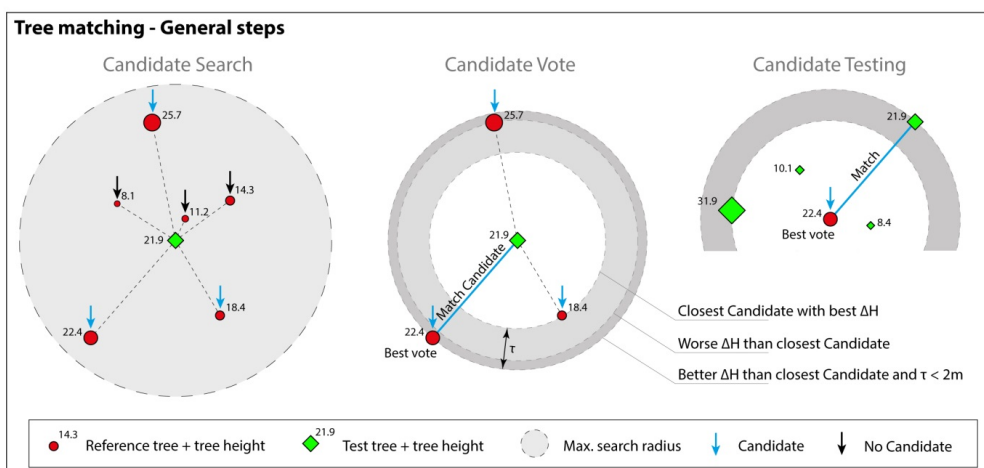 Tree matching - General steps
Candidate Search
25.7
8.1
14.3
11.2
21.9
18.4
22.4
Candidate Vote
25.7
21.9
Match Candidate
18.4
22.4
Best vote
τ
Candidate Testing
21.9
10.1
Match
31.9
22.4
8.4
Best vote
Closest Candidate with best ΔH
Worse ΔH than closest Candidate
Better ΔH than closest Candidate and τ < 2m
14.3 Reference tree + tree height
21.9 Test tree + tree height
Max. search radius
Candidate
No Candidate